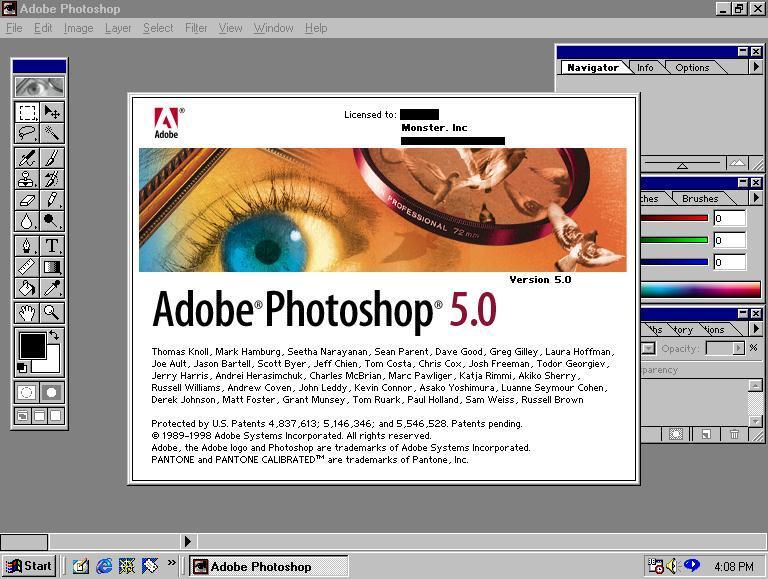 Adobe Photoshop
File Edit Image Layer Select Filter View Window Help
Navigator Info Options
Adobe
Licensed to:
Monster. Inc
PROFESSIONAL 72mm
ches Brushes
0
0
0
Version 5.0
Adobe® Photoshop® 5.0
Thomas Knoll, Mark Hamburg, Seetha Narayanan, Sean Parent, Dave Good, Greg Gilley, Laura Hoffman,
Joe Ault, Jason Bartell, Scott Byer, Jeff Chien, Tom Costa, Chris Cox, Josh Freeman, Todor Georgiev,
Jerry Harris, Andrei Herasimchuk, Charles McBrian, Marc Pawliger, Katja Rimmi, Akiko Sherry,
Russell Williams, Andrew Coven, John Leddy, Kevin Connor, Asako Yoshimura, Luanne Seymour Cohen,
Derek Johnson, Matt Foster, Grant Munsey, Tom Ruark, Paul Holland, Sam Weiss, Russell Brown
Protected by U.S. Patents 4,837,613; 5,146,346; and 5,546,528. Patents pending.
© 1989-1998 Adobe Systems Incorporated. All rights reserved.
Adobe, the Adobe logo and Photoshop are trademarks of Adobe Systems Incorporated.
PANTONE and PANTONE CALIBRATED™ are trademarks of Pantone, Inc.
tory tions
Opacity: %
sparency
Start
Adobe Photoshop
4:08 PM